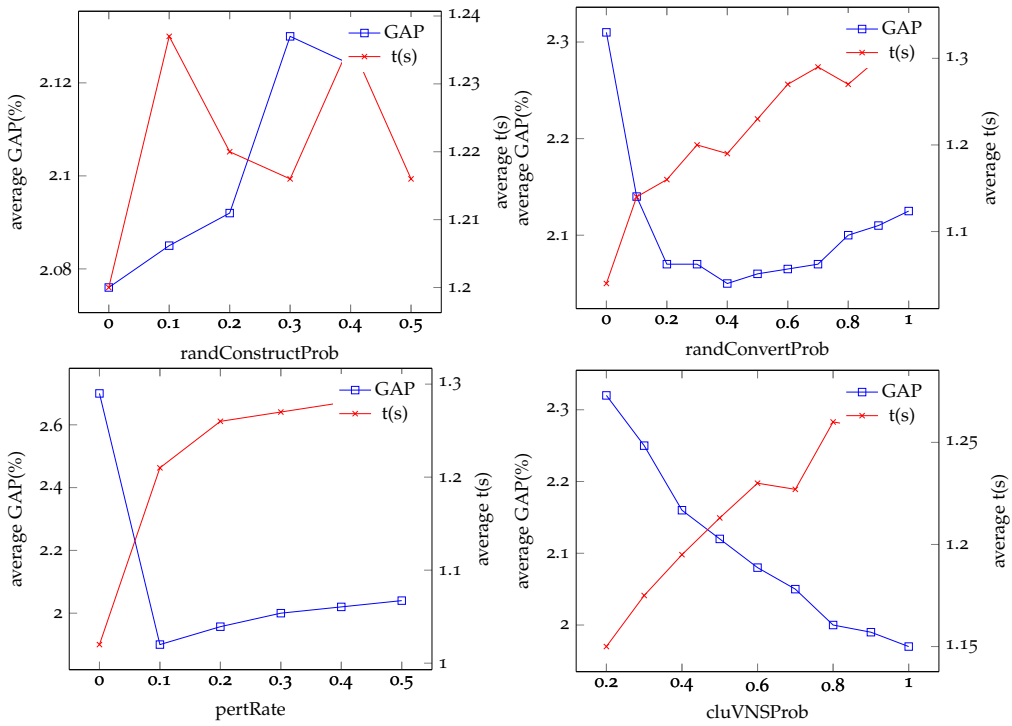 GAP
t(s)
average GAP(%)
2.08
2.1
2.12
average t(s)
1.2
1.21
1.22
1.23
1.24
0
0.1
0.2
0.3
0.4
0.5
randConstructProb
GAP
t(s)
average GAP(%)
2.1
2.2
2.3
average t(s)
1.1
1.2
1.3
0
0.2
0.4
0.6
0.8
1
randConvertProb
GAP
t(s)
average GAP(%)
2
2.2
2.4
2.6
average t(s)
1
1.1
1.2
1.3
0
0.1
0.2
0.3
0.4
0.5
pertRate
GAP
t(s)
average GAP(%)
2
2.1
2.2
2.3
average t(s)
1.15
1.2
1.25
0.2
0.4
0.6
0.8
1
cluVNSProb